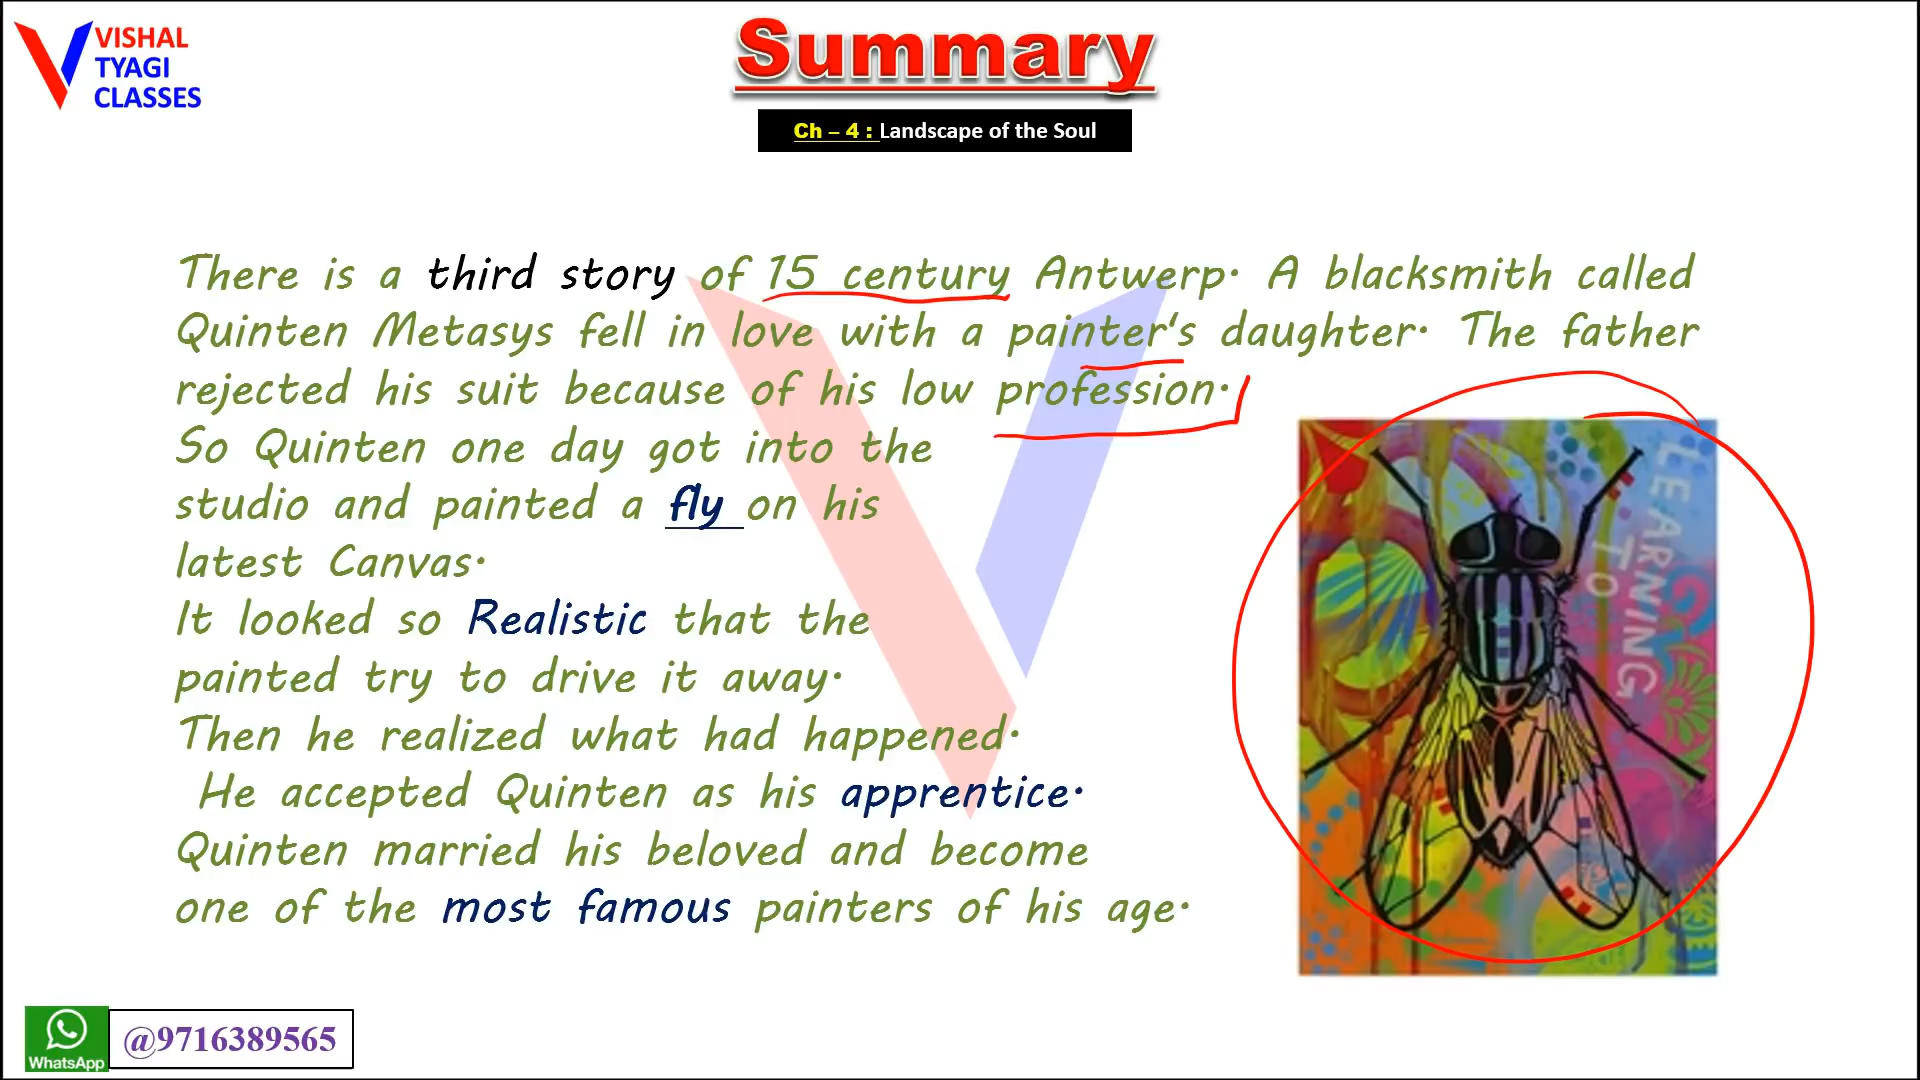 VISHAL
TYAGI
CLASSES
Summary
Ch – 4 : Landscape of the Soul
There is a third story of 15 century Antwerp. A blacksmith called
Quinten Metasys fell in love with a painter's daughter. The father
rejected his suit because of his low profession.
So Quinten one day got into the
studio and painted a fly on his
latest Canvas.
It looked so Realistic that the
painted try to drive it away.
Then he realized what had happened.
He accepted Quinten as his apprentice.
Quinten married his beloved and become
one of the most famous painters of his age.
LEARNING
TO
WhatsApp
@9716389565